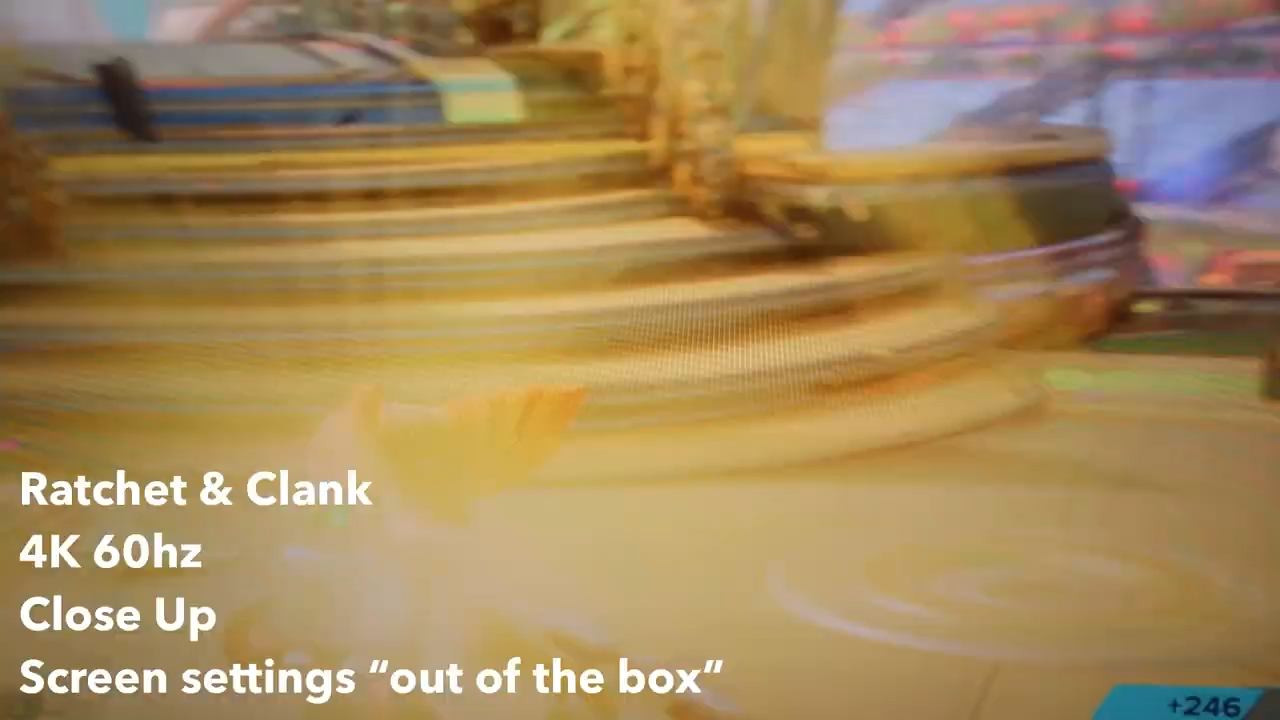 Ratchet & Clank
4K 60hz
Close Up
Screen settings “out of the box”
+246